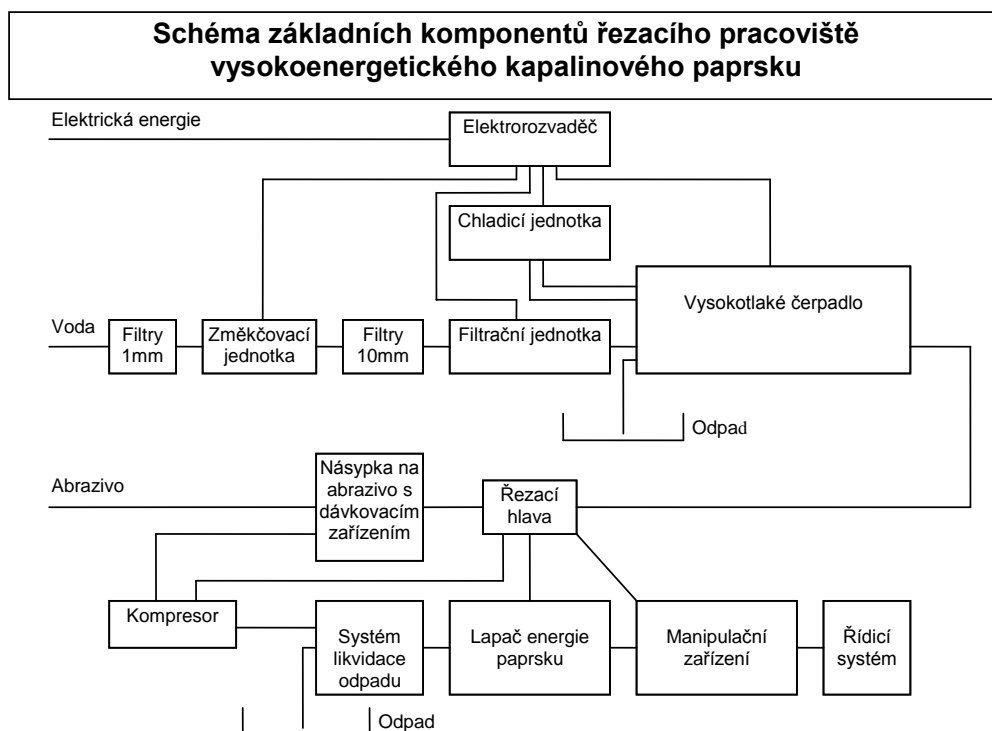 Schéma základních komponentů řezacího pracoviště
vysokoenergetického kapalinového paprsku
Elektrická energie
Elektrorozvaděč
Chladicí jednotka
Vysokotlaké čerpadlo
Voda
Filtry
1mm
Změkčovací
jednotka
Filtry
10mm
Filtrační jednotka
Odpad
Abrazivo
Násypka na
abrazivo s
dávkovacím
zařízením
Řezací
hlava
Kompresor
Systém
likvidace
odpadu
Lapač energie
paprsku
Manipulační
zařízení
Řídicí
systém
Odpad